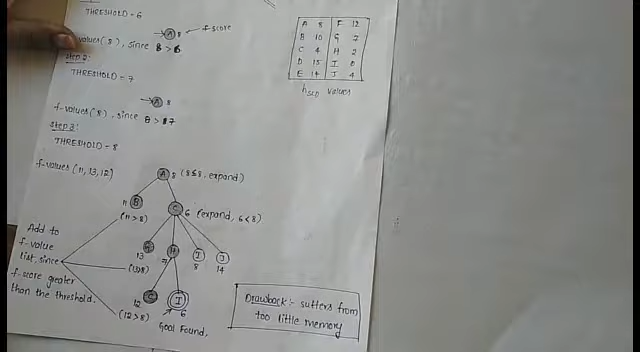 THRESHOLD = 6
A 8 ← f-score
values(8), since 8 > 6
Step 2:
THRESHOLD = 7
→ A 8
f-values(8), since 8 > 7
Step 3:
THRESHOLD = 8
f-values (11, 13, 12)
A 8 (8≤8, expand)
11 B
(11 > 8)
C 6 (expand, 6 < 8)
Add to
f-value
list, since
f-score greater
than the threshold.
13
H
7
I
8
J
14
(13>8)
12
I
6
(12 > 8)
Goal Found.
A 8 F 12
B 10 G 7
C 4 H 2
D 15 I 0
E 14 J 4
values
Drawback:- suffers from
too little memory